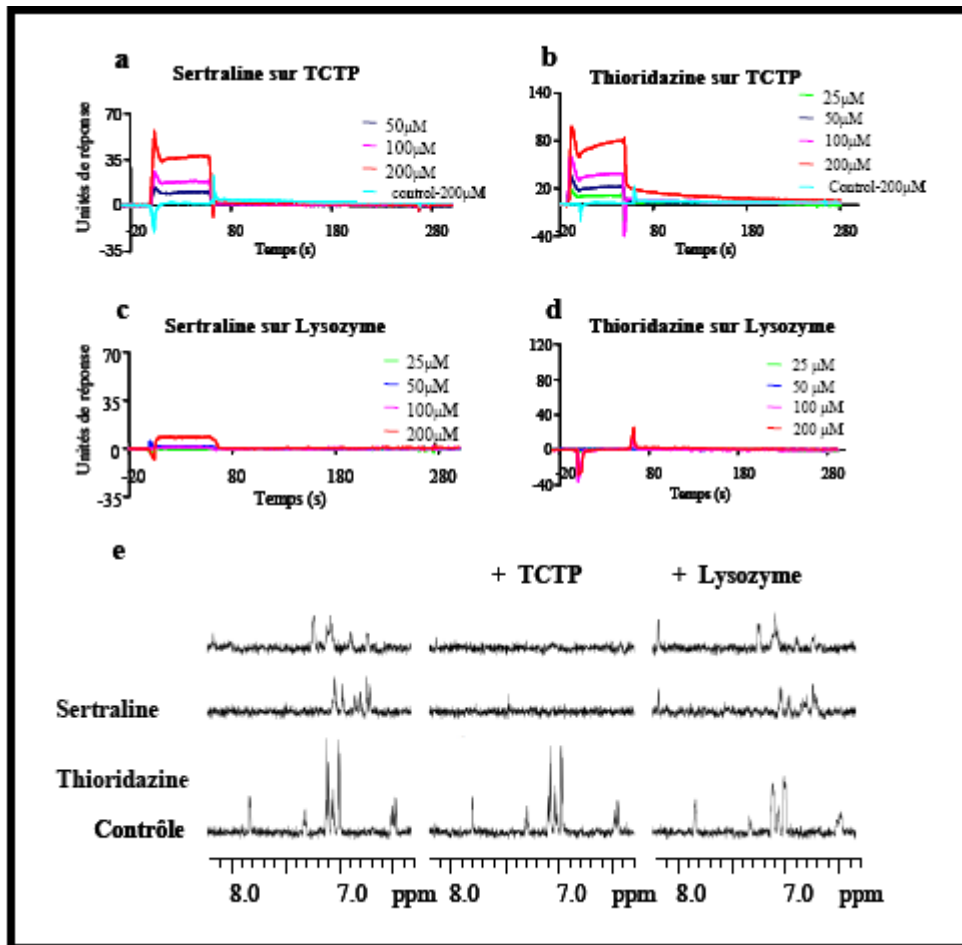 a
Sertraline sur TCTP
Unités de réponse
70
35
0
-35
-20
80
180
280
Temps (s)
50µM
100µM
200µM
control-200µM
b
Thioridazine sur TCTP
140
80
20
0
-40
-20
80
180
280
Temps (s)
25µM
50µM
100µM
200µM
Control-200µM
c
Sertraline sur Lysozyme
Unités de réponse
70
35
0
-35
-20
80
180
280
Temps (s)
25µM
50µM
100µM
200µM
d
Thioridazine sur Lysozyme
120
80
40
0
-40
-20
80
180
280
Temps (s)
25 µM
50 µM
100 µM
200 µM
e
+ TCTP
+ Lysozyme
Sertraline
Thioridazine
Contrôle
8.0 7.0 ppm 8.0 7.0 ppm 8.0 7.0 ppm